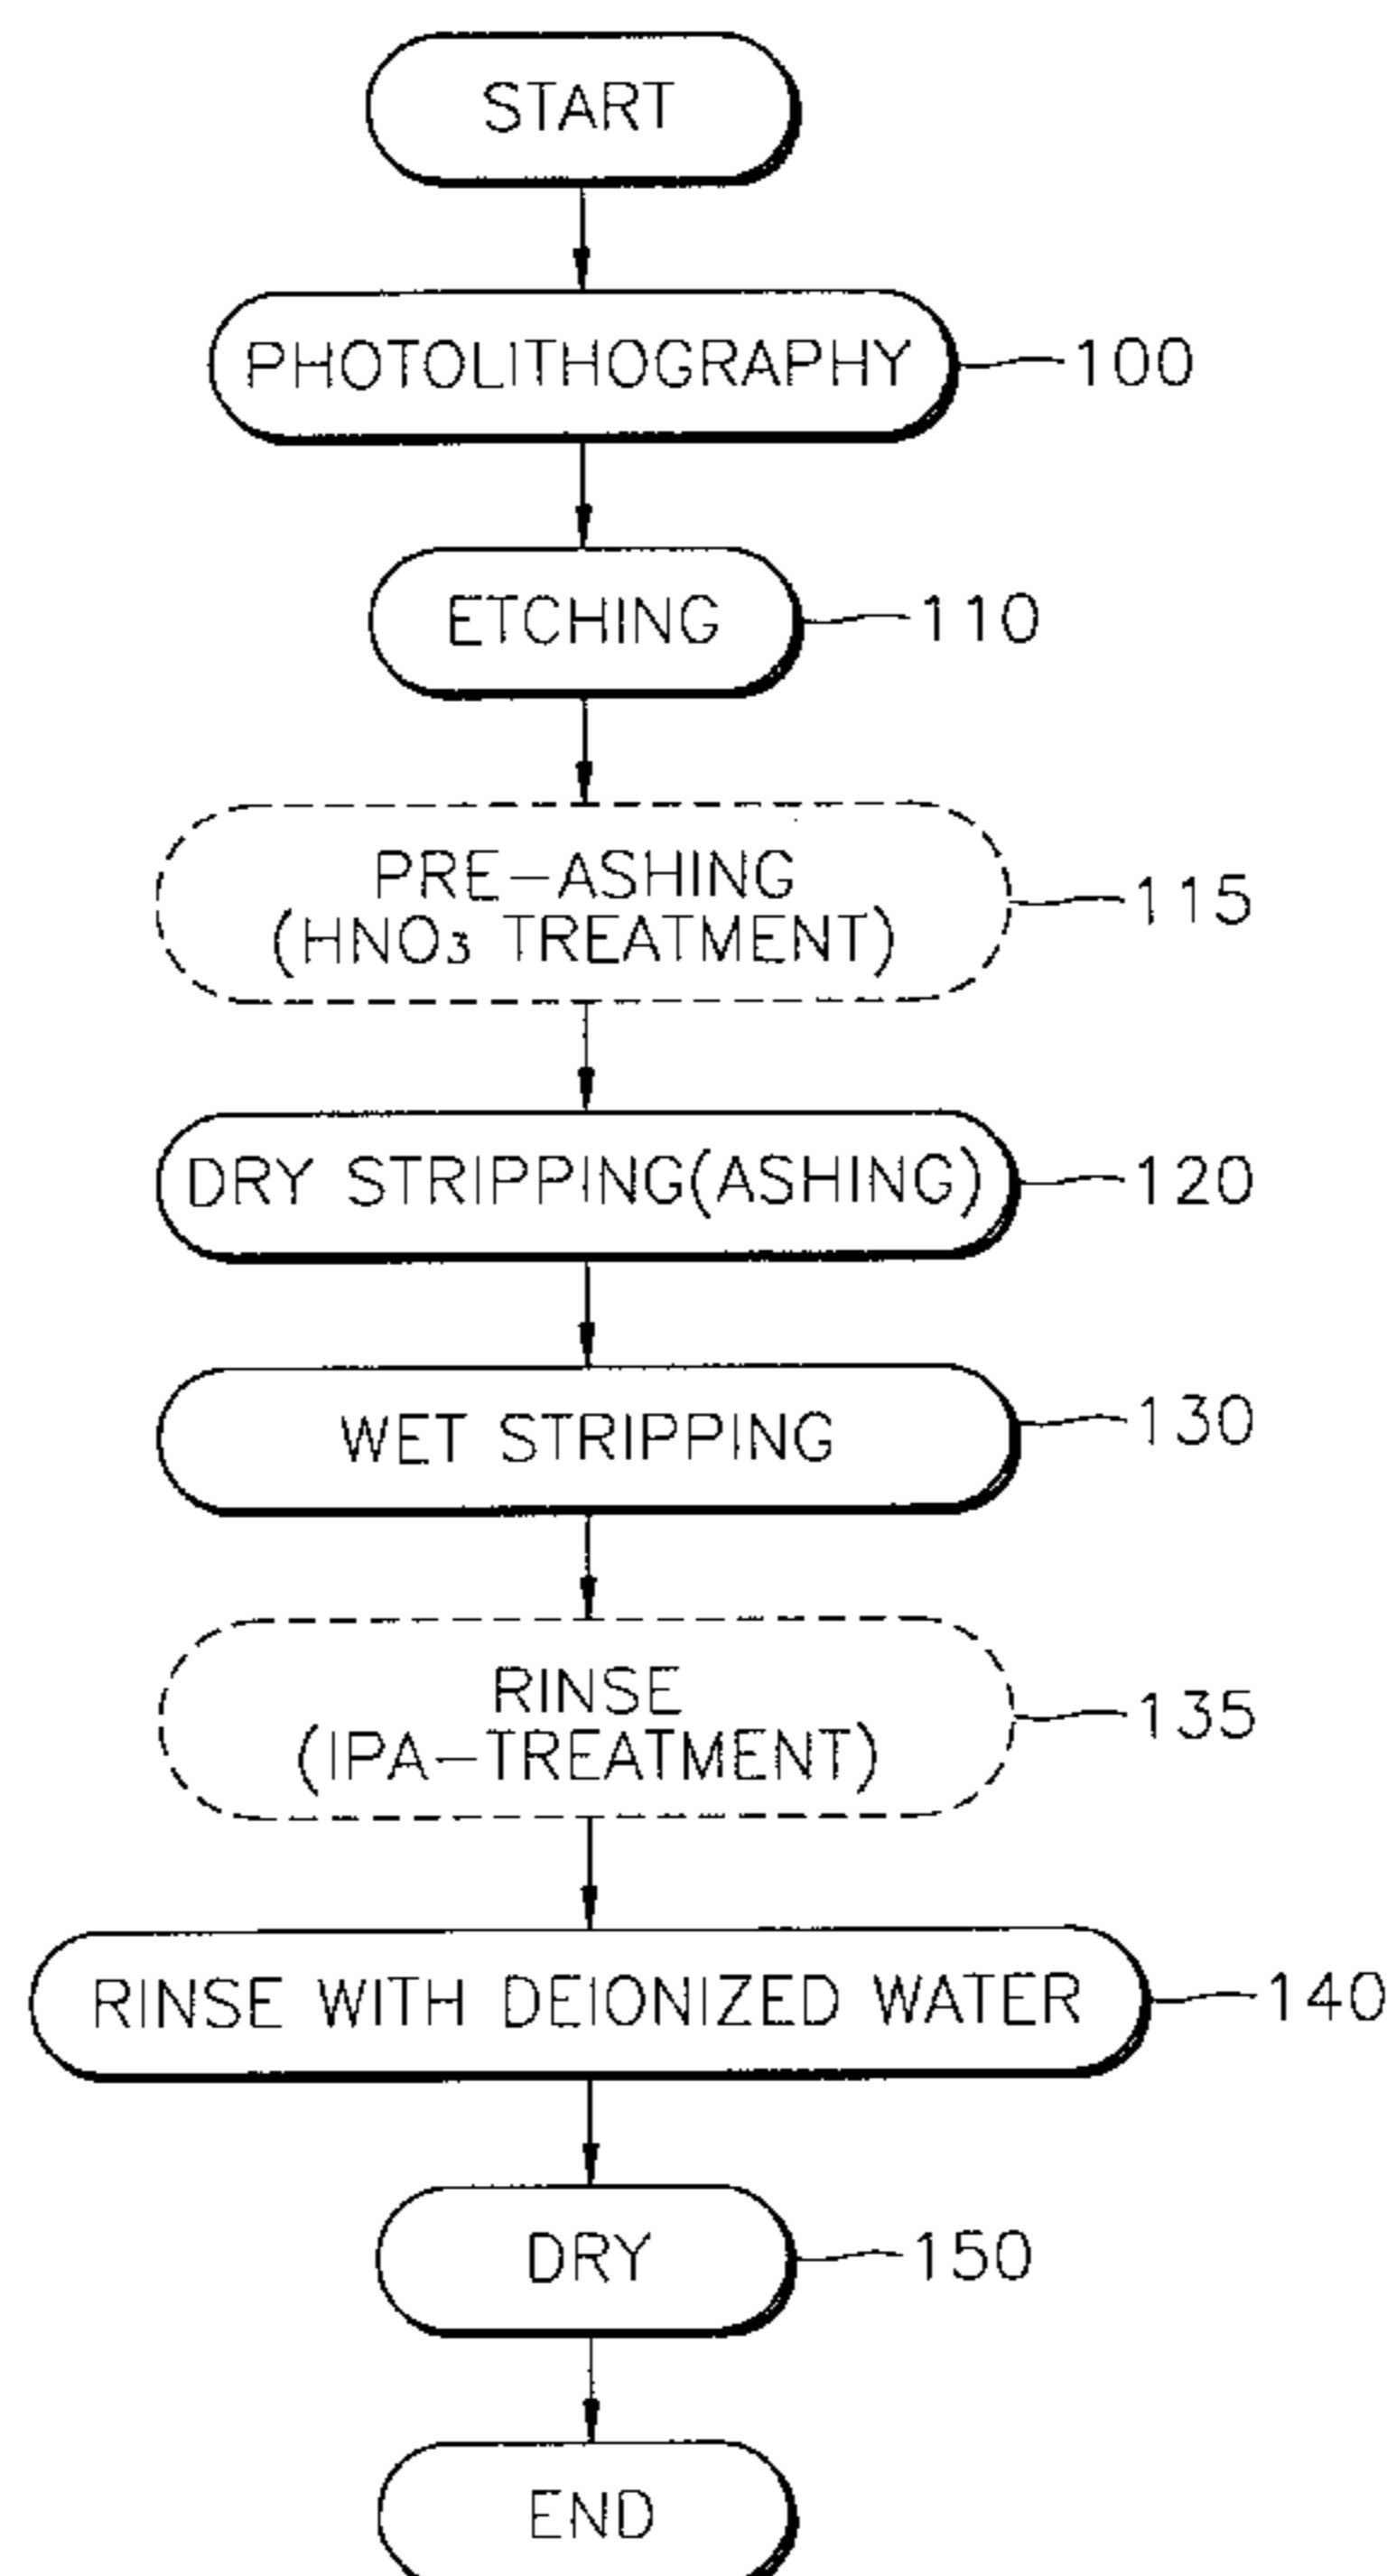 START
PHOTOLITHOGRAPHY 100
ETCHING 110
PRE-ASHING
(HNO₃ TREATMENT) 115
DRY STRIPPING(ASHING) 120
WET STRIPPING 130
RINSE
(IPA-TREATMENT) 135
RINSE WITH DEIONIZED WATER 140
DRY 150
END